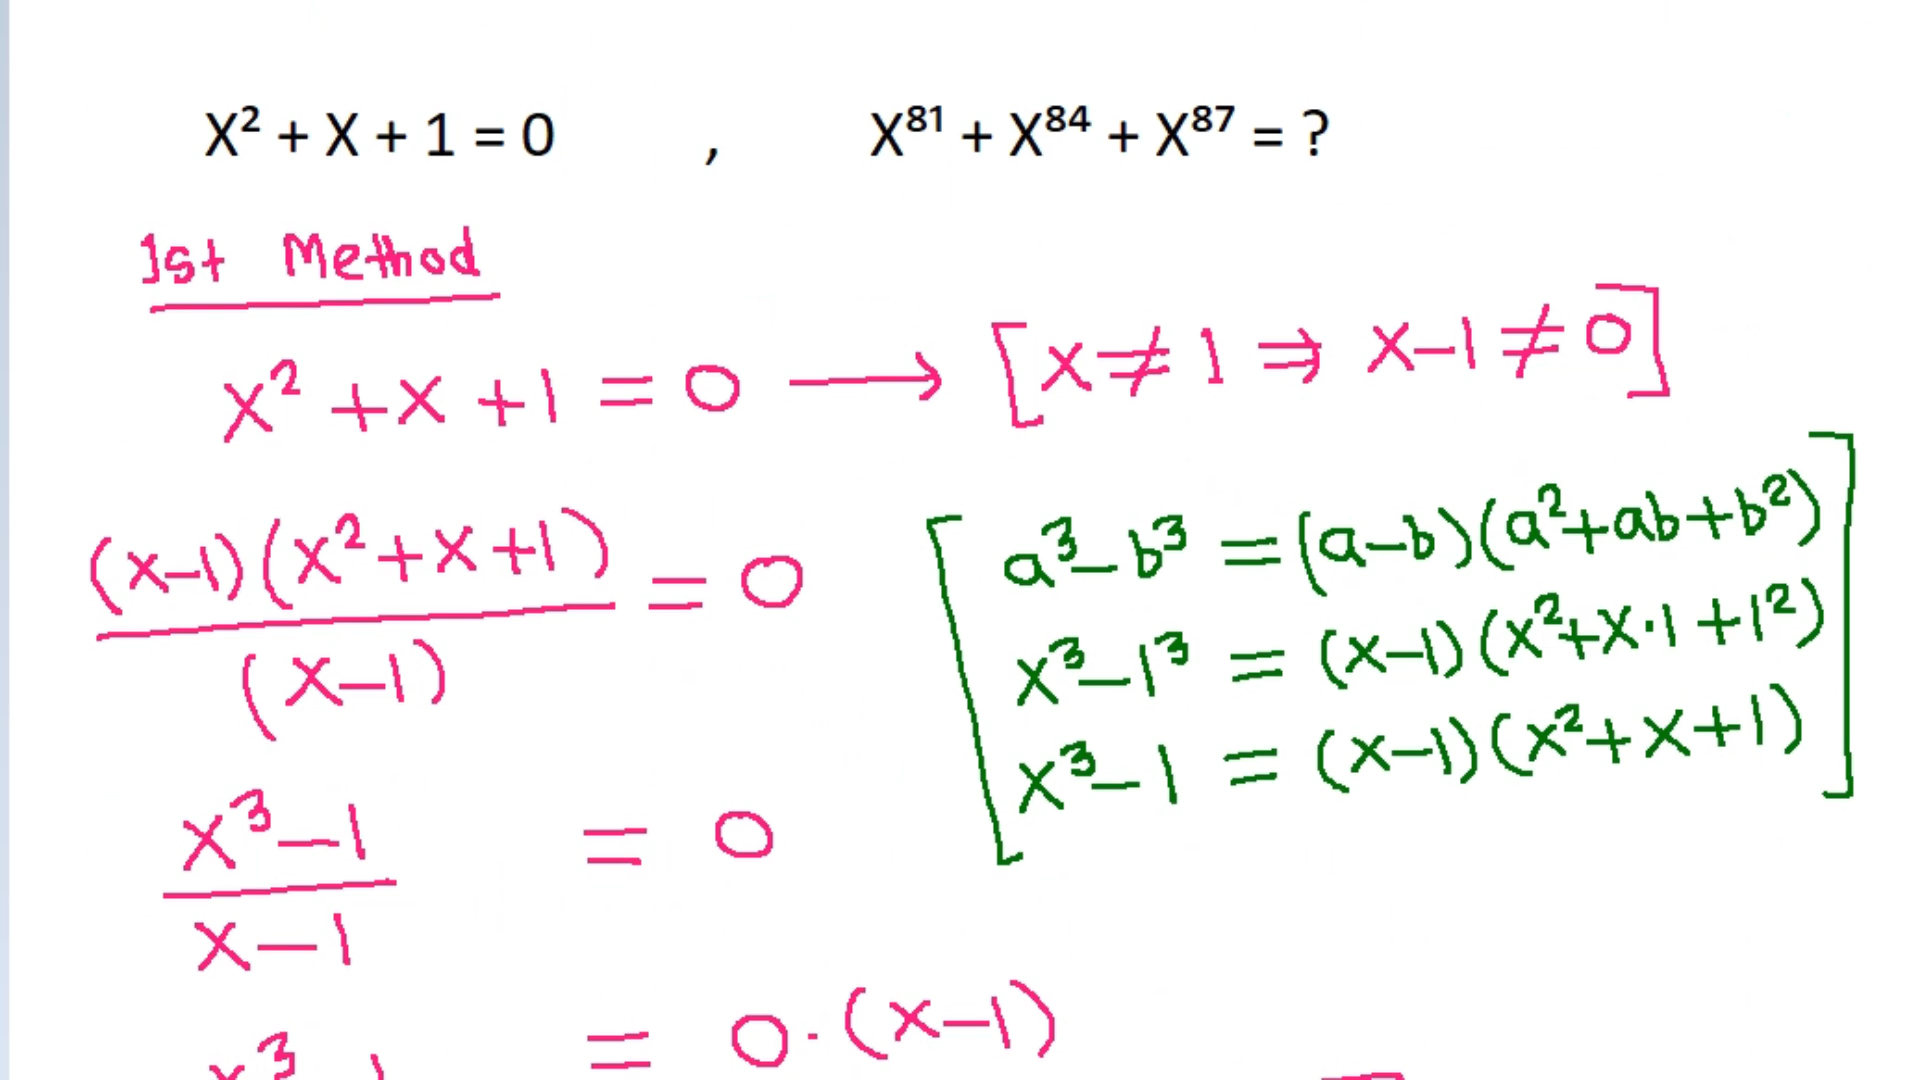 X² + X + 1 = 0 , X⁸¹ + X⁸⁴ + X⁸⁷ = ?
1st Method
x² + x + 1 = 0 ⟶ [x ≠ 1 ⇒ x–1 ≠ 0]
(x–1)(x² + x + 1) / (x–1) = 0
[a³ – b³ = (a–b)(a² + ab + b²)
x³ – 1³ = (x–1)(x² + x·1 + 1²)
x³ – 1 = (x–1)(x² + x + 1)]
x³ – 1 / x – 1 = 0
= 0·(x–1)